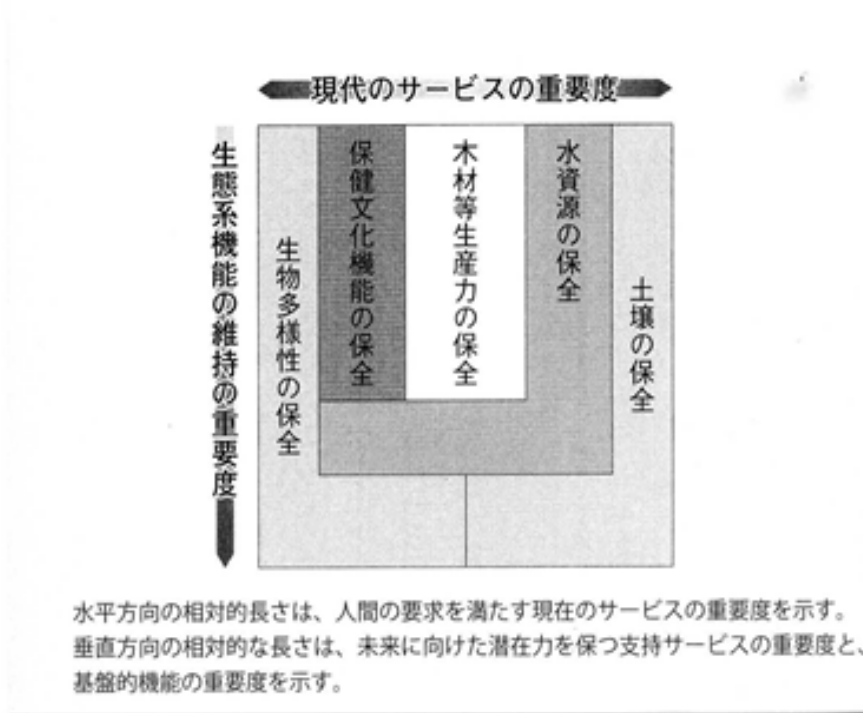 現代のサービスの重要度
生態系機能の維持の重要度
生物多様性の保全
保健文化機能の保全
木材等生産力の保全
水資源の保全
土壌の保全
水平方向の相対的長さは、人間の要求を満たす現在のサービスの重要度を示す。
垂直方向の相対的な長さは、未来に向けた潜在力を保つ支持サービスの重要度と、
基盤的機能の重要度を示す。